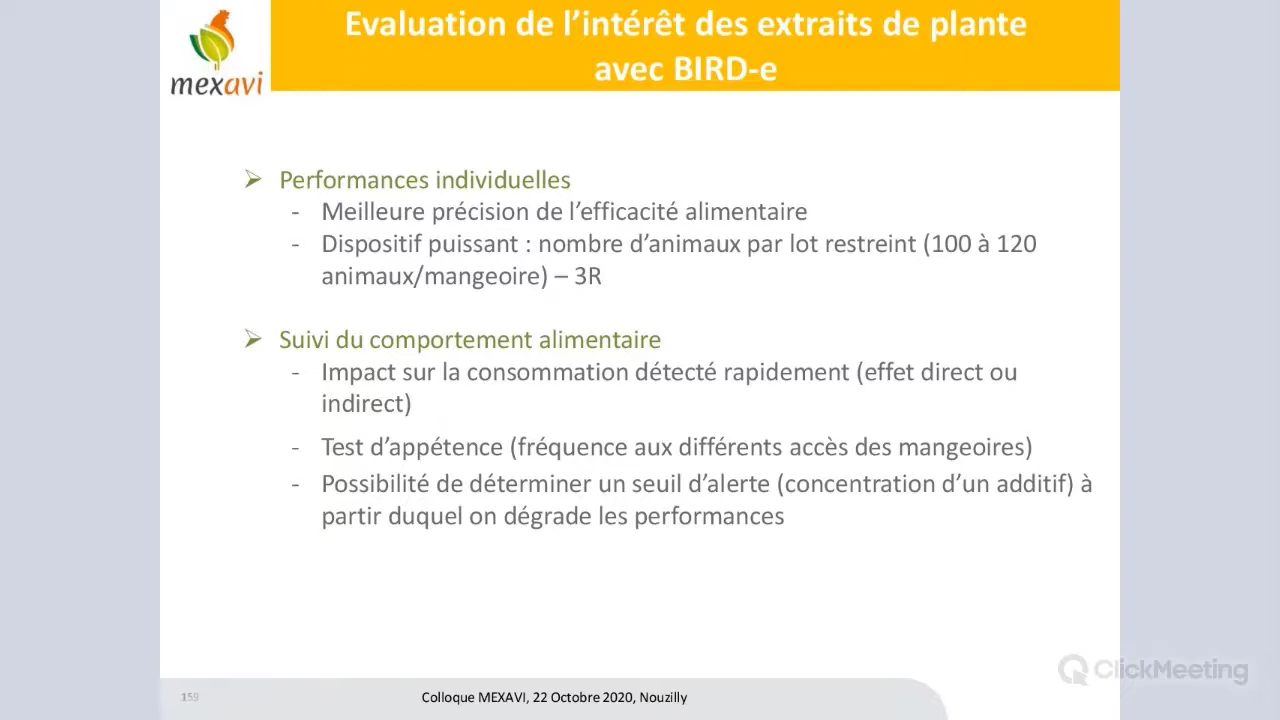 Evaluation de l’intérêt des extraits de plante
avec BIRD-e
mexavi
➢ Performances individuelles
- Meilleure précision de l’efficacité alimentaire
- Dispositif puissant : nombre d’animaux par lot restreint (100 à 120
animaux/mangeoire) – 3R
➢ Suivi du comportement alimentaire
- Impact sur la consommation détecté rapidement (effet direct ou
indirect)
- Test d’appétence (fréquence aux différents accès des mangeoires)
- Possibilité de déterminer un seuil d’alerte (concentration d’un additif) à
partir duquel on dégrade les performances
ClickMeeting
159
Colloque MEXAVI, 22 Octobre 2020, Nouzilly